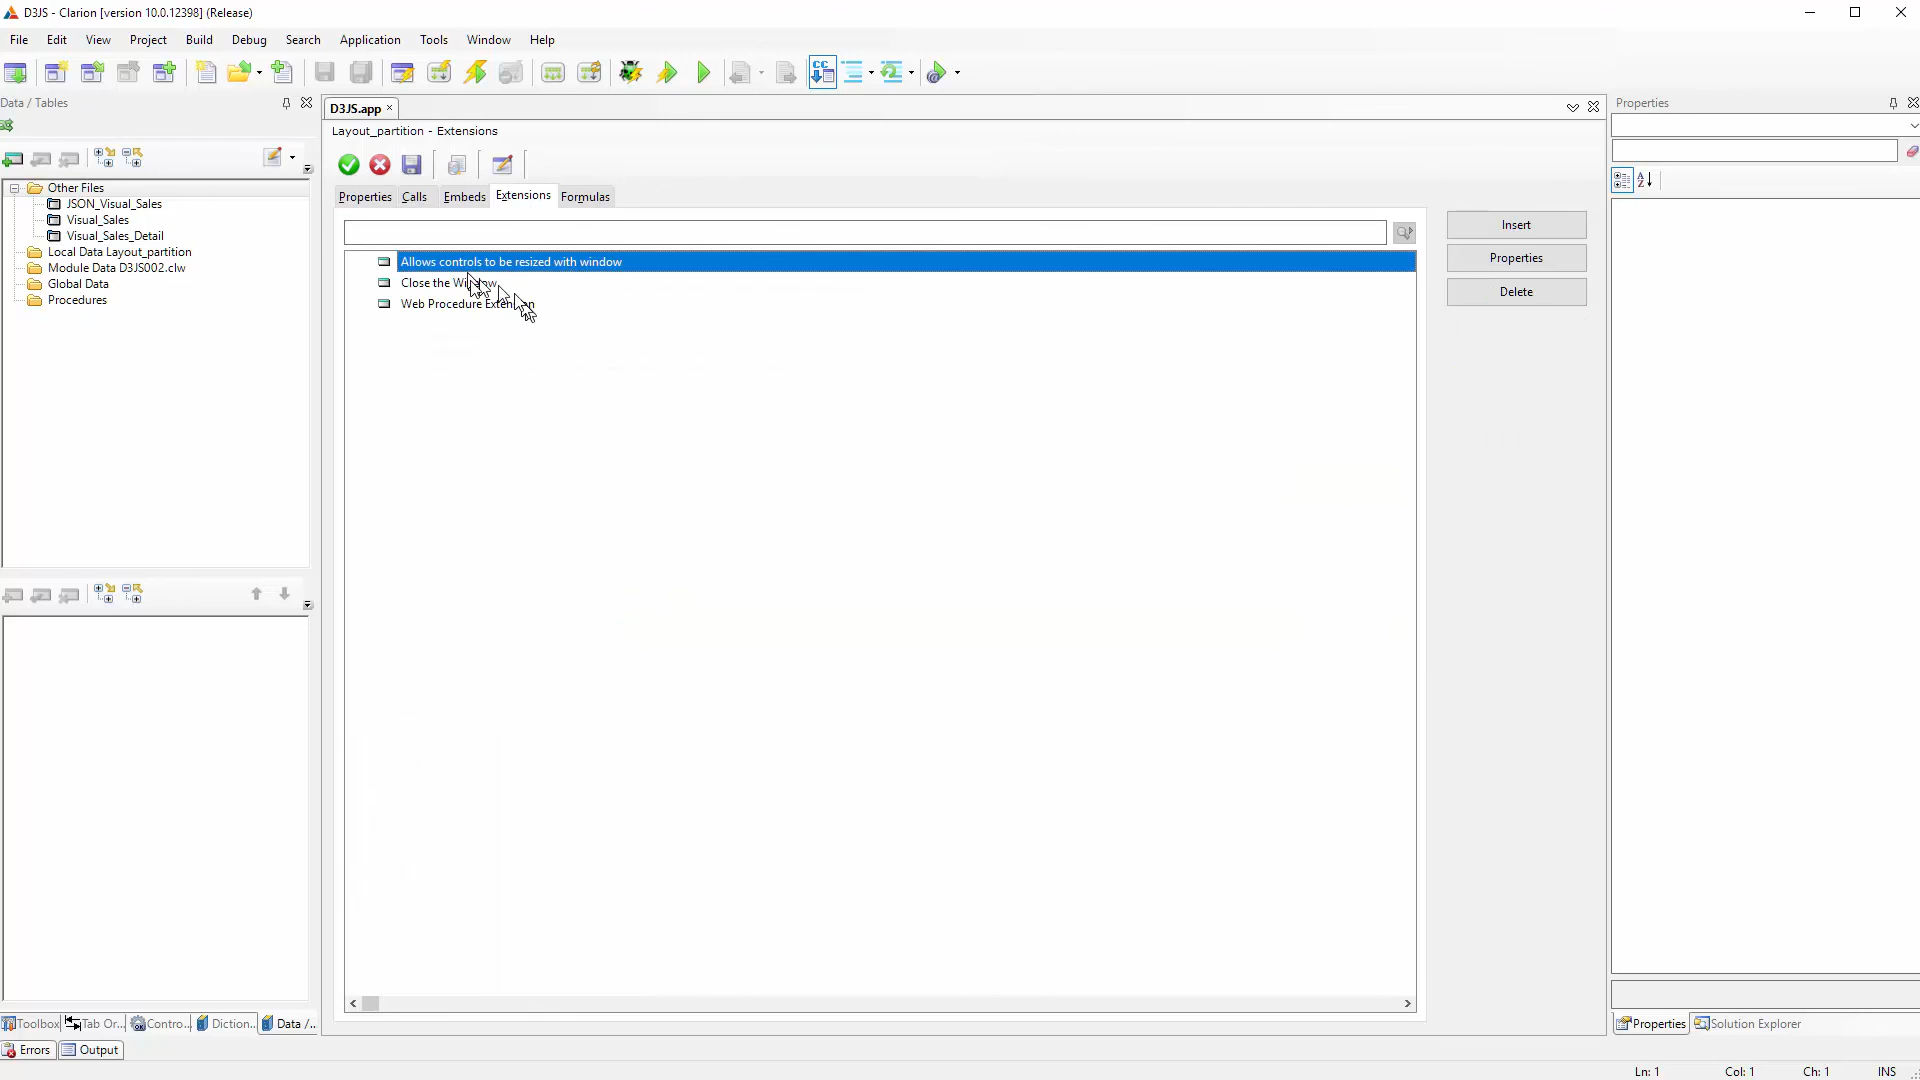 D3JS - Clarion [version 10.0.12398] (Release)
File Edit View Project Build Debug Search Application Tools Window Help
CC
Data / Tables
Other Files
JSON_Visual_Sales
Visual_Sales
Visual_Sales_Detail
Local Data Layout_partition
Module Data D3JS002.clw
Global Data
Procedures
D3JS.app
Layout_partition - Extensions
Properties Calls Embeds Extensions Formulas
Allows controls to be resized with window
Close the Window
Web Procedure Extension
Insert
Properties
Delete
Properties
Toolbox Tab Or... Contro... Diction... Data /...
Properties Solution Explorer
Errors Output
Ln: 1 Col: 1 Ch: 1 INS